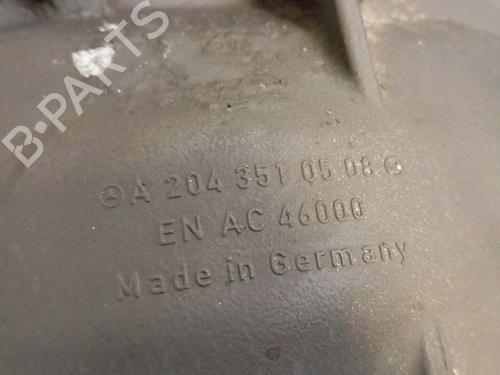 B-PARTS
A 204 351 05 08
EN AC 46000
Made in Germany